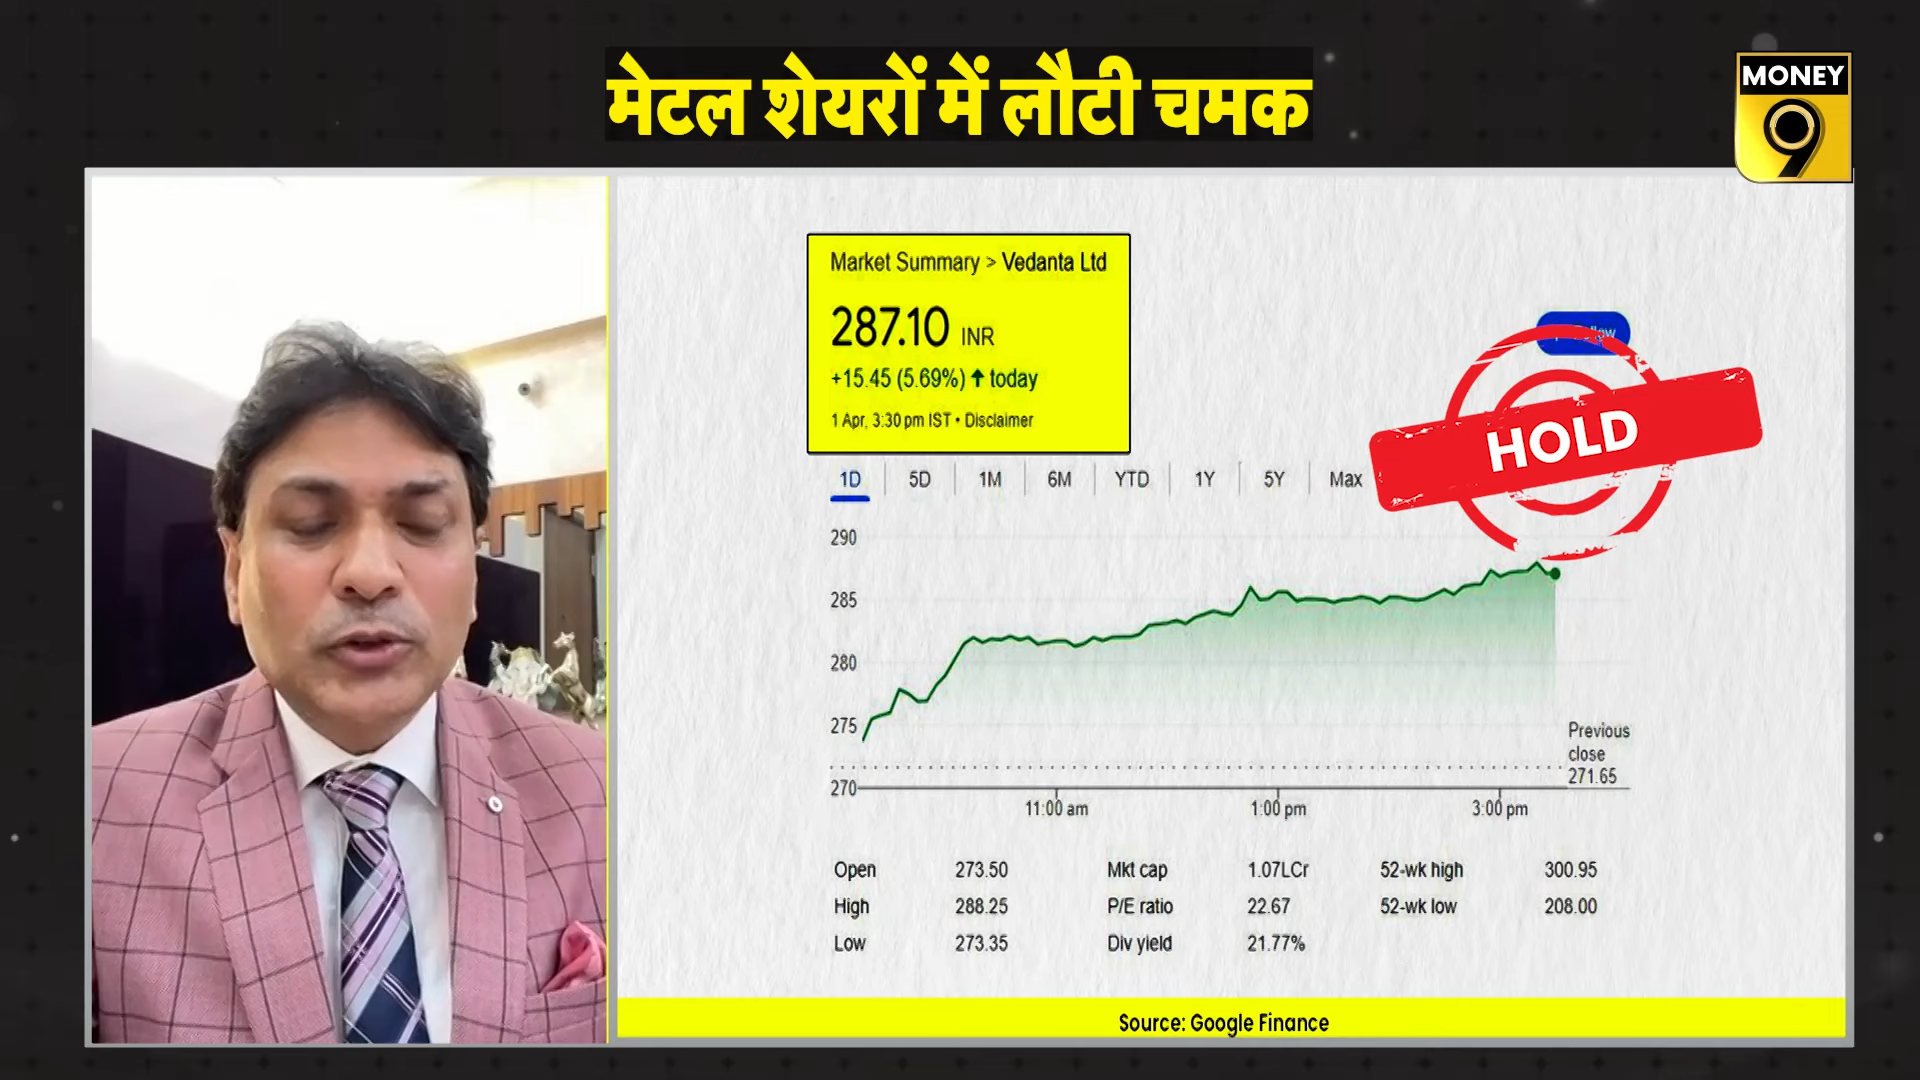 मेटल शेयरों में लौटी चमक
MONEY
9
Market Summary > Vedanta Ltd
287.10 INR
+15.45 (5.69%) ↑ today
1 Apr, 3:30 pm IST • Disclaimer
HOLD
1D 5D 1M 6M YTD 1Y 5Y Max
290
285
280
275
270
Previous
close
271.65
11:00 am 1:00 pm 3:00 pm
Open 273.50 Mkt cap 1.07LCr 52-wk high 300.95
High 288.25 P/E ratio 22.67 52-wk low 208.00
Low 273.35 Div yield 21.77%
Source: Google Finance